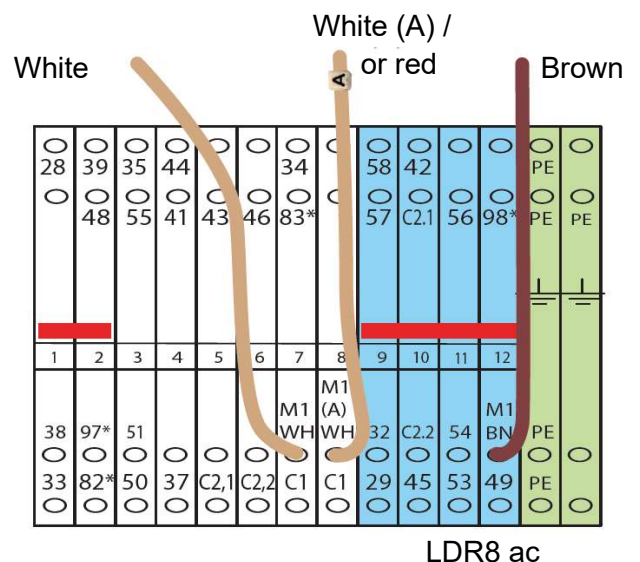 White (A) /
or red
White
Brown
A
28 39 35 44 34 58 42 PE
48 55 41 43 46 83* 57 C2.1 56 98* PE PE
1 2 3 4 5 6 7 8 9 10 11 12
M1 M1 (A) M1
38 97* 51 WH WH 32 C2.2 54 BN PE
33 82* 50 37 C2,1 C2,2 C1 C1 29 45 53 49 PE
LDR8 ac